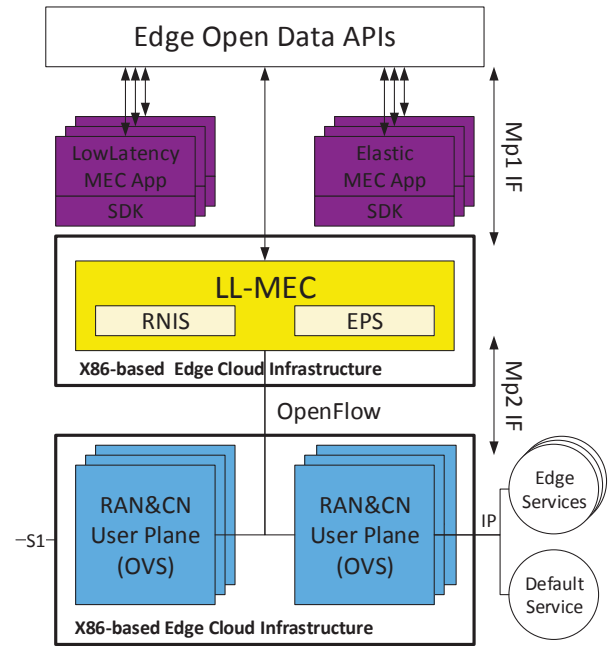 Edge Open Data APIs
LowLatency
MEC App
SDK
Elastic
MEC App
SDK
Mp1 IF
LL-MEC
RNIS
EPS
X86-based Edge Cloud Infrastructure
Mp2 IF
OpenFlow
RAN&CN
User Plane
(OVS)
RAN&CN
User Plane
(OVS)
S1
IP
Edge
Services
Default
Service
X86-based Edge Cloud Infrastructure